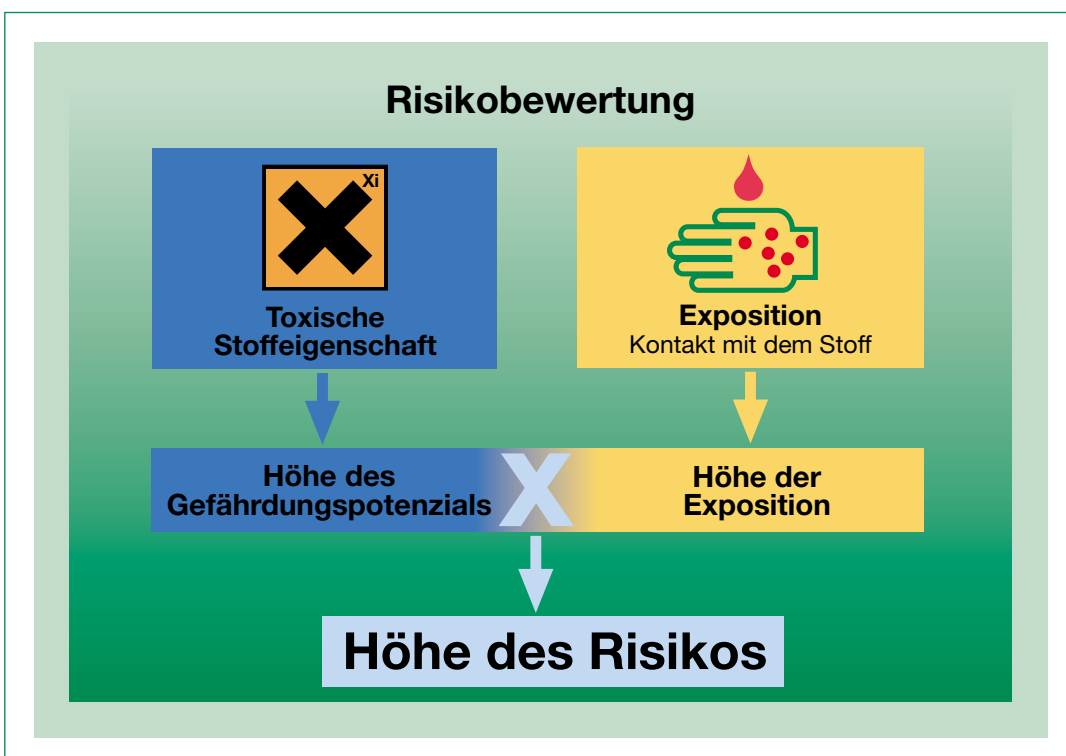 Risikobewertung
Xi
Toxische
Stoffeigenschaft
Exposition
Kontakt mit dem Stoff
Höhe des
Gefährdungspotenzials
X
Höhe der
Exposition
Höhe des Risikos